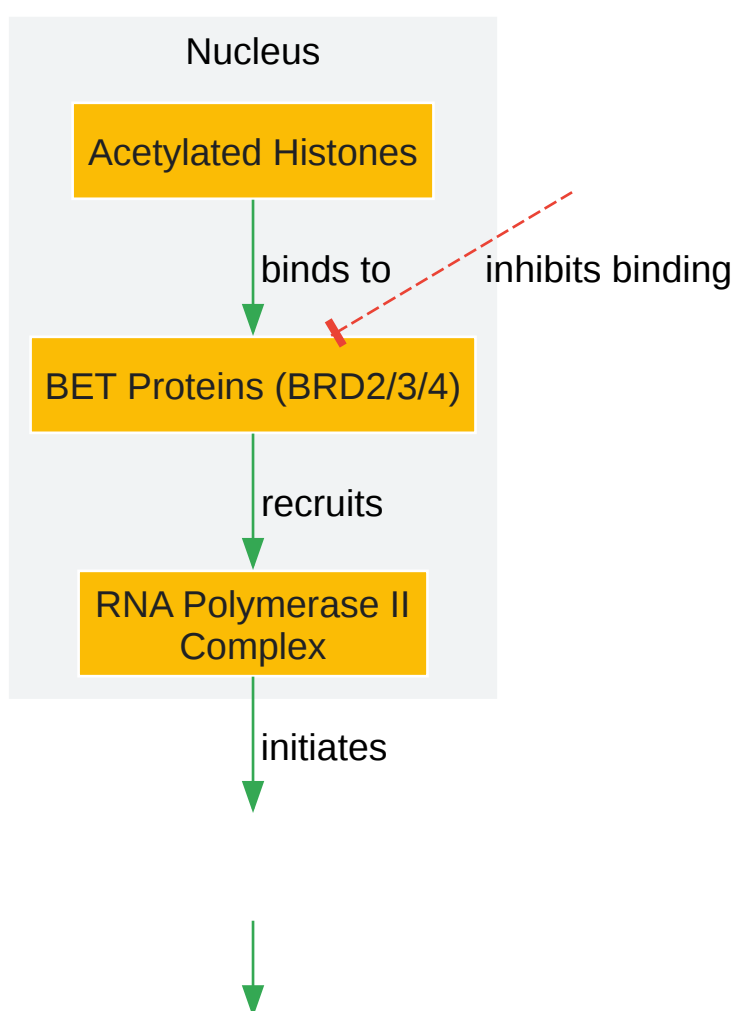 Nucleus
Acetylated Histones
binds to
inhibits binding
BET Proteins (BRD2/3/4)
recruits
RNA Polymerase II
Complex
initiates